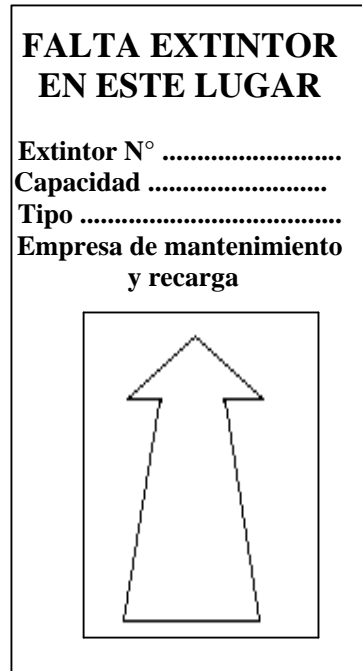 FALTA EXTINTOR
EN ESTE LUGAR
Extintor N° ..........................
Capacidad ..........................
Tipo ......................................
Empresa de mantenimiento
y recarga